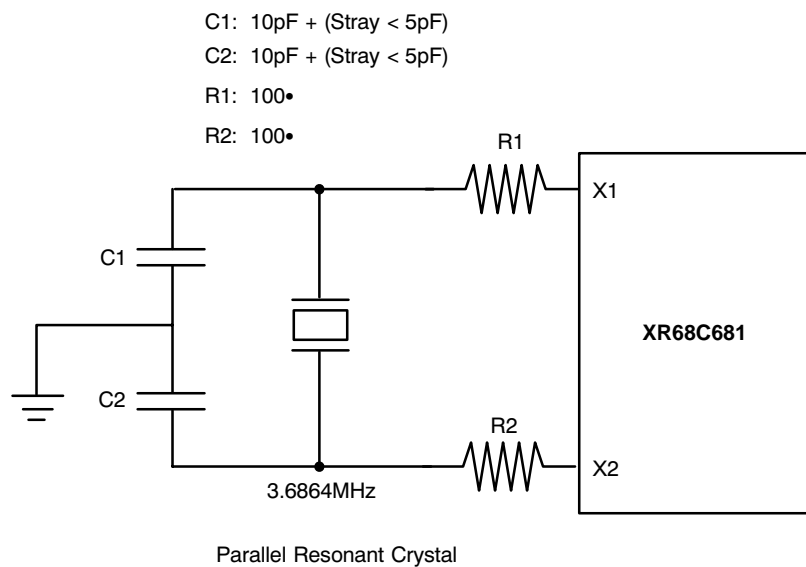 C1: 10pF + (Stray < 5pF)
C2: 10pF + (Stray < 5pF)
R1: 100•
R2: 100•
R1
X1
C1
XR68C681
C2
R2
X2
3.6864MHz
Parallel Resonant Crystal